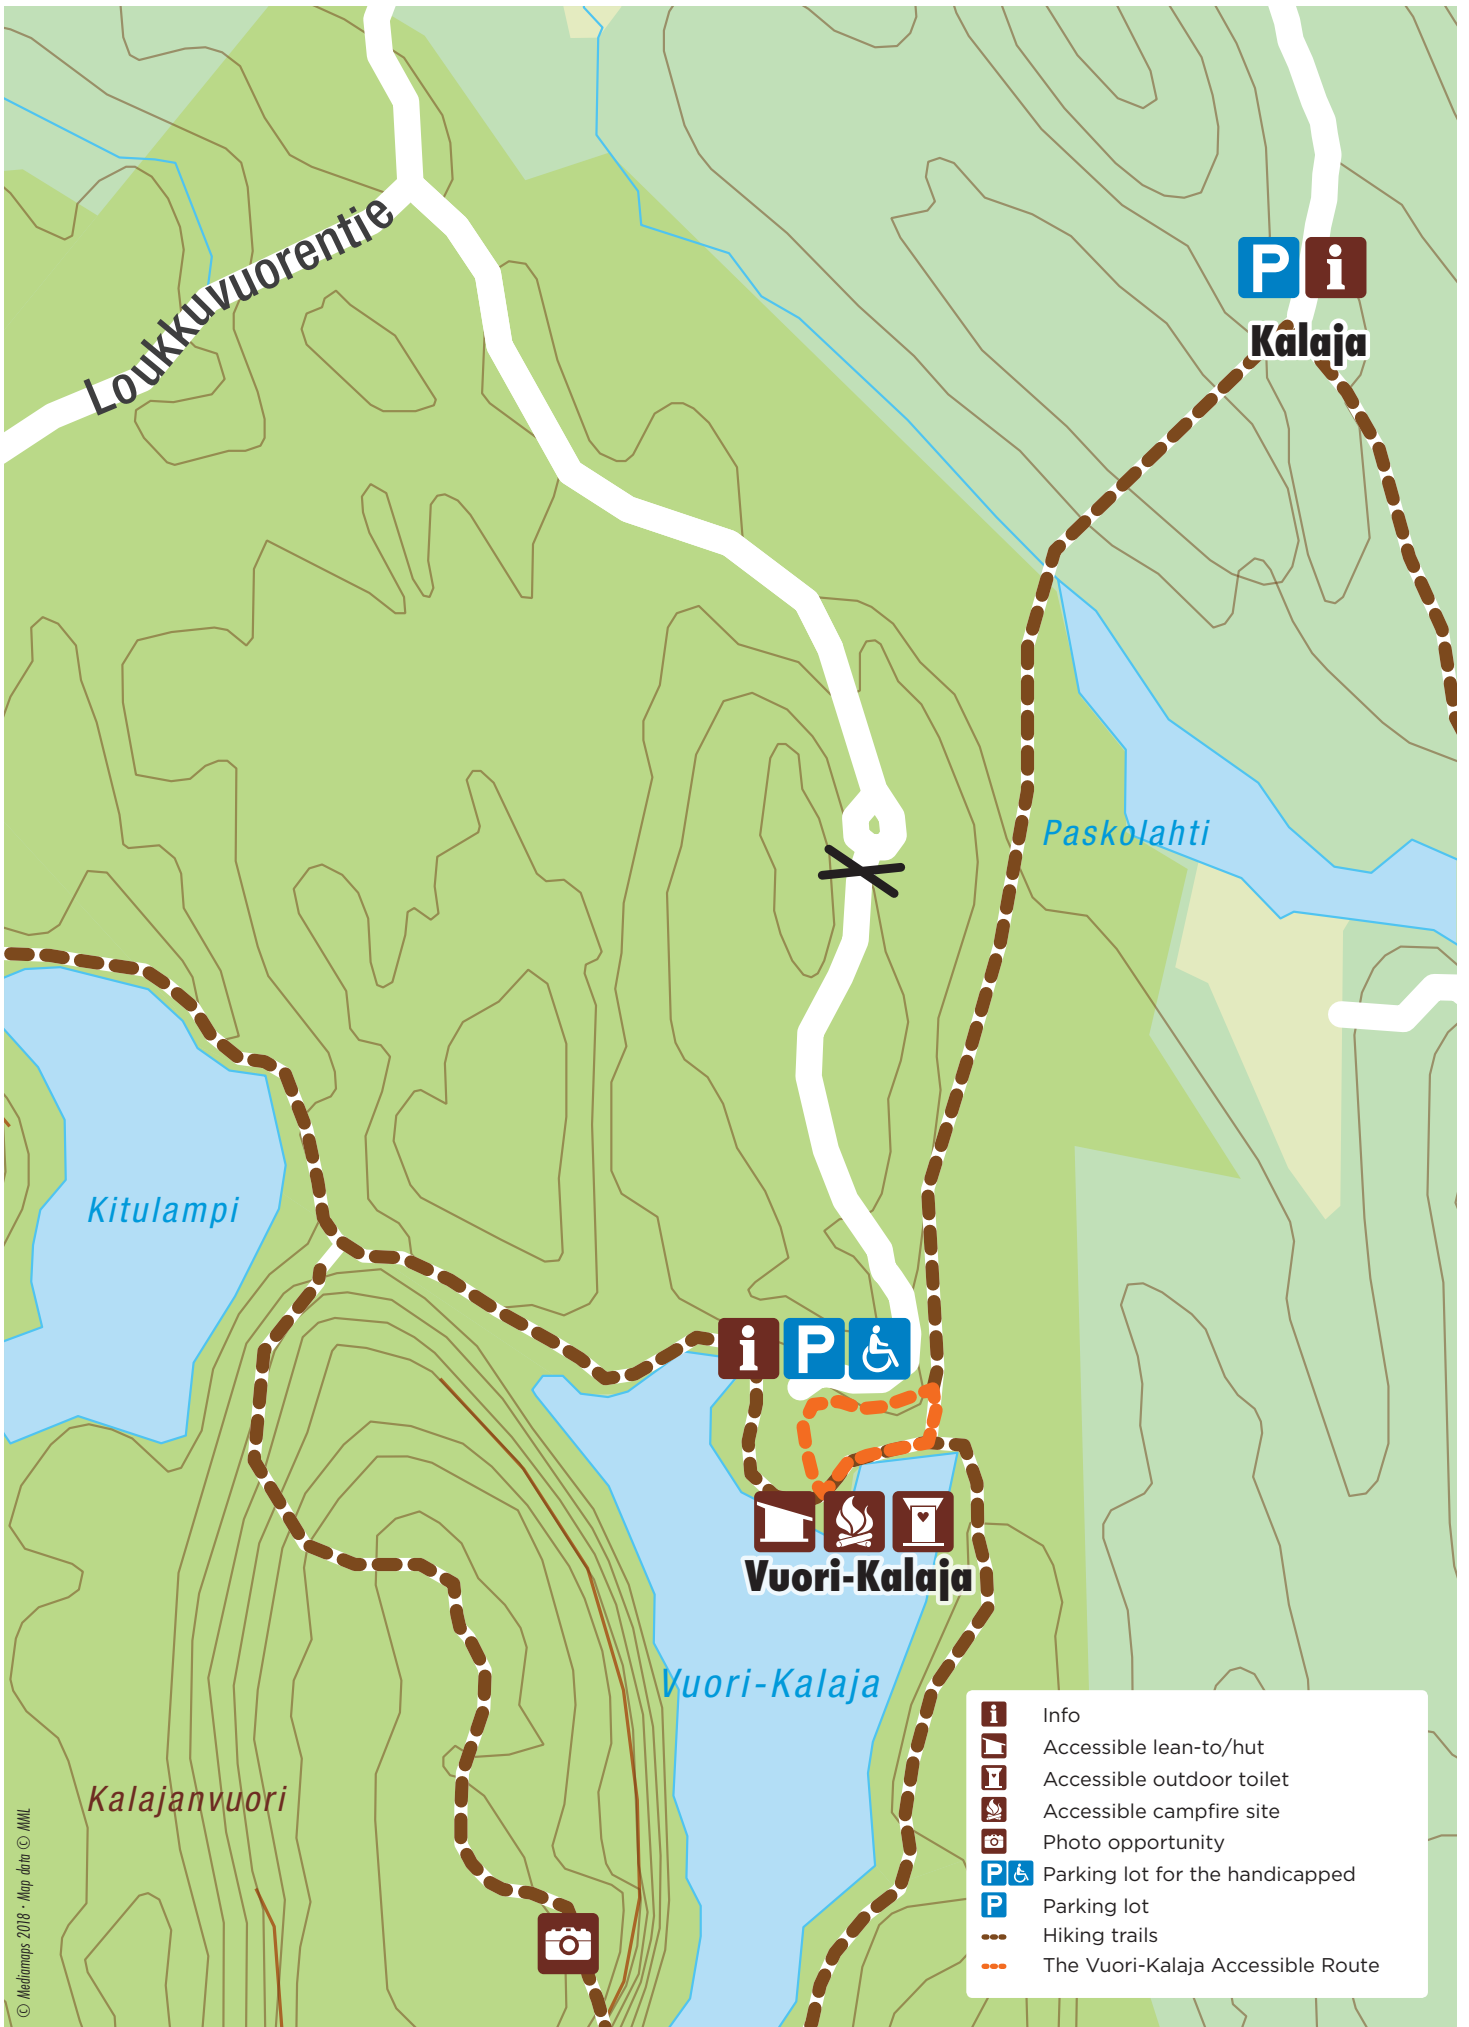 Loukkuvuorentie
P i
Kalaja
Paskolahti
Kitulampi
i P
Vuori-Kalaja
Vuori-Kalaja
Kalajanvuori
i Info
Accessible lean-to/hut
Accessible outdoor toilet
Accessible campfire site
Photo opportunity
P Parking lot for the handicapped
P Parking lot
Hiking trails
The Vuori-Kalaja Accessible Route
© Mediamaps 2018 · Map data © MML